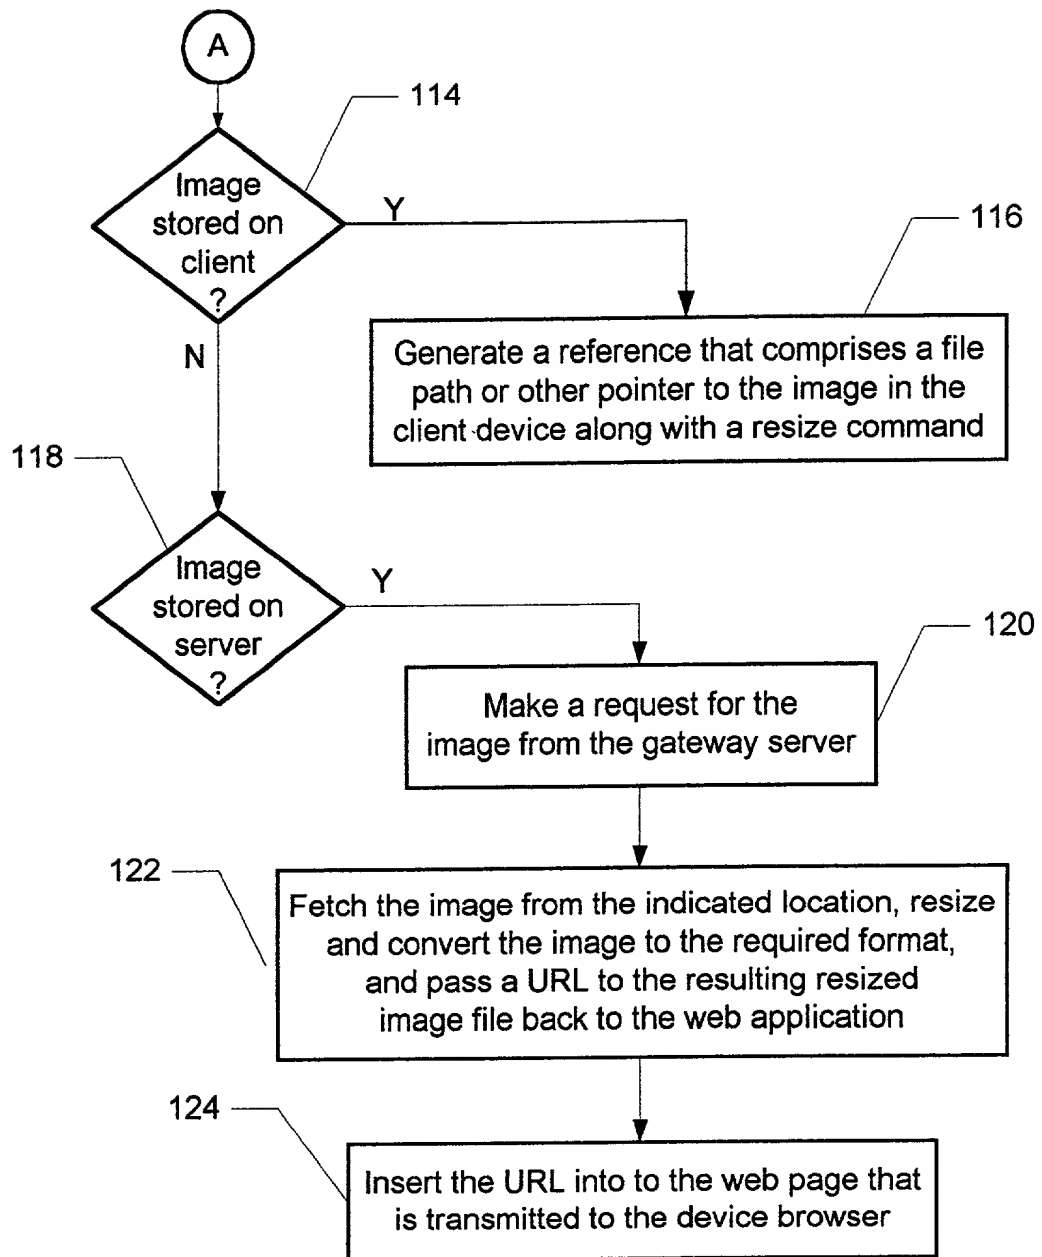 A
114
Image
stored on
client
?
Y
116
N
Generate a reference that comprises a file
path or other pointer to the image in the
client device along with a resize command
118
Image
stored on
server
?
Y
120
Make a request for the
image from the gateway server
122
Fetch the image from the indicated location, resize
and convert the image to the required format,
and pass a URL to the resulting resized
image file back to the web application
124
Insert the URL into to the web page that
is transmitted to the device browser